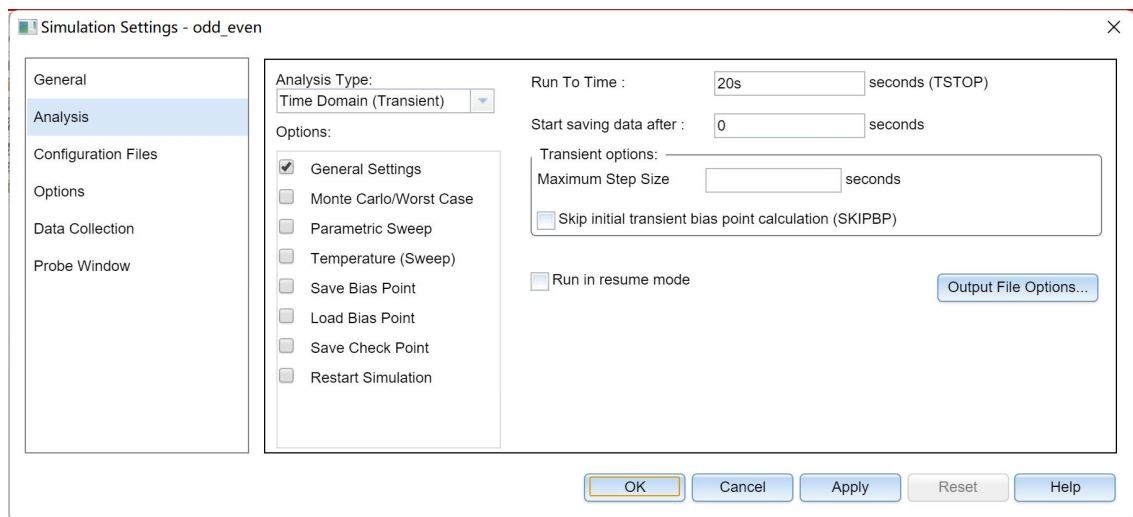 Simulation Settings - odd_even
General
Analysis
Configuration Files
Options
Data Collection
Probe Window
Analysis Type:
Time Domain (Transient)
Options:
General Settings
Monte Carlo/Worst Case
Parametric Sweep
Temperature (Sweep)
Save Bias Point
Load Bias Point
Save Check Point
Restart Simulation
Run To Time : 20s seconds (TSTOP)
Start saving data after : 0 seconds
Transient options:
Maximum Step Size seconds
Skip initial transient bias point calculation (SKIPBP)
Run in resume mode
Output File Options...
OK Cancel Apply Reset Help